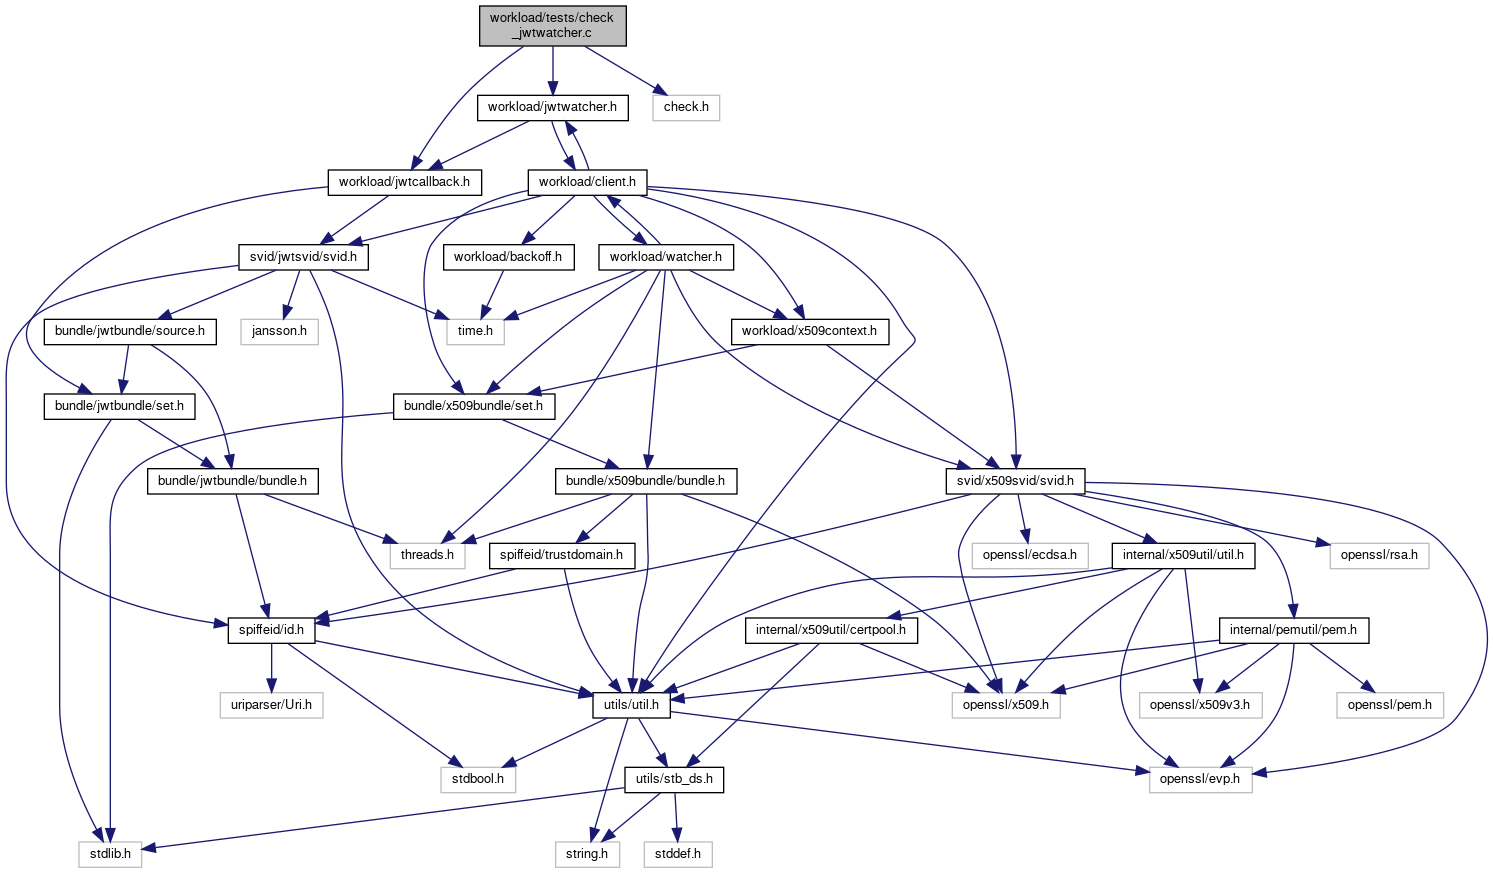 workload/tests/check
_jwtwatcher.c
workload/jwtwatcher.h
check.h
workload/jwtcallback.h
workload/client.h
svid/jwtsvid/svid.h
workload/backoff.h
workload/watcher.h
bundle/jwtbundle/source.h
jansson.h
time.h
workload/x509context.h
bundle/jwtbundle/set.h
bundle/x509bundle/set.h
bundle/jwtbundle/bundle.h
bundle/x509bundle/bundle.h
svid/x509svid/svid.h
threads.h
spiffeid/trustdomain.h
openssl/ecdsa.h
internal/x509util/util.h
openssl/rsa.h
spiffeid/id.h
internal/x509util/certpool.h
internal/pemutil/pem.h
uriparser/Uri.h
utils/util.h
openssl/x509.h
openssl/x509v3.h
openssl/pem.h
stdbool.h
utils/stb_ds.h
openssl/evp.h
stdlib.h
string.h
stddef.h